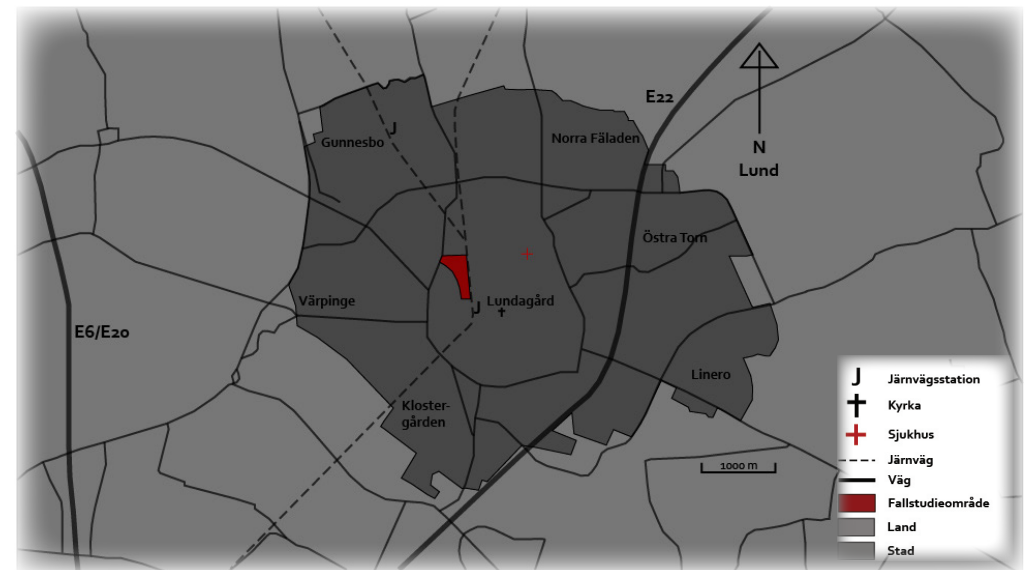 E22
J
Gunnesbo
Norra Fäladen
N
Lund
Östra Torn
Värpinge
J
Lundagård
E6/E20
Linero
Kloster-
gården
1000 m
J Järnvägsstation
Kyrka
Sjukhus
Järnväg
Väg
Fallstudieområde
Land
Stad